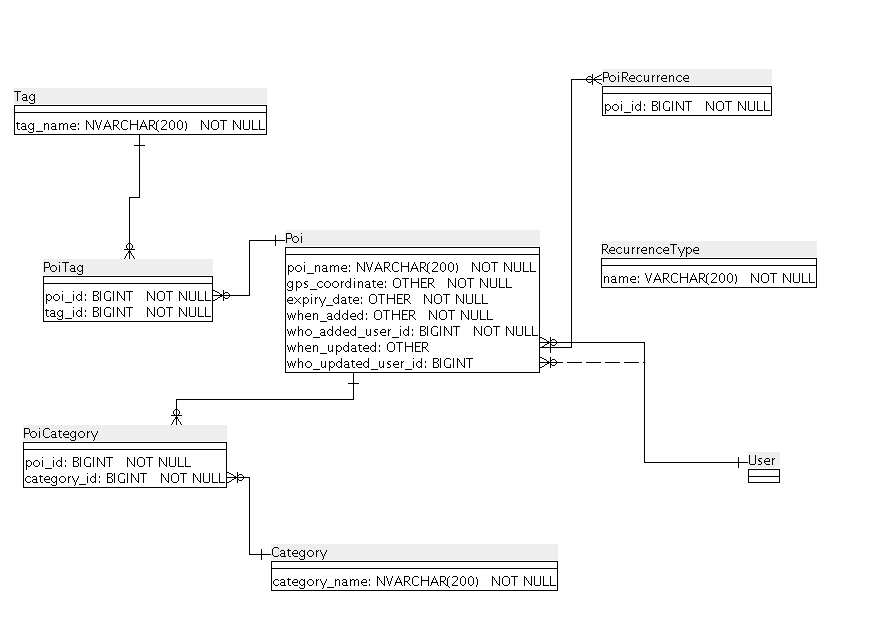 PoiRecurrence
poi_id: BIGINT NOT NULL
Tag
tag_name: NVARCHAR(200) NOT NULL
Poi
poi_name: NVARCHAR(200) NOT NULL
gps_coordinate: OTHER NOT NULL
expiry_date: OTHER NOT NULL
when_added: OTHER NOT NULL
who_added_user_id: BIGINT NOT NULL
when_updated: OTHER
who_updated_user_id: BIGINT
RecurrenceType
name: VARCHAR(200) NOT NULL
PoiTag
poi_id: BIGINT NOT NULL
tag_id: BIGINT NOT NULL
PoiCategory
poi_id: BIGINT NOT NULL
category_id: BIGINT NOT NULL
User
Category
category_name: NVARCHAR(200) NOT NULL